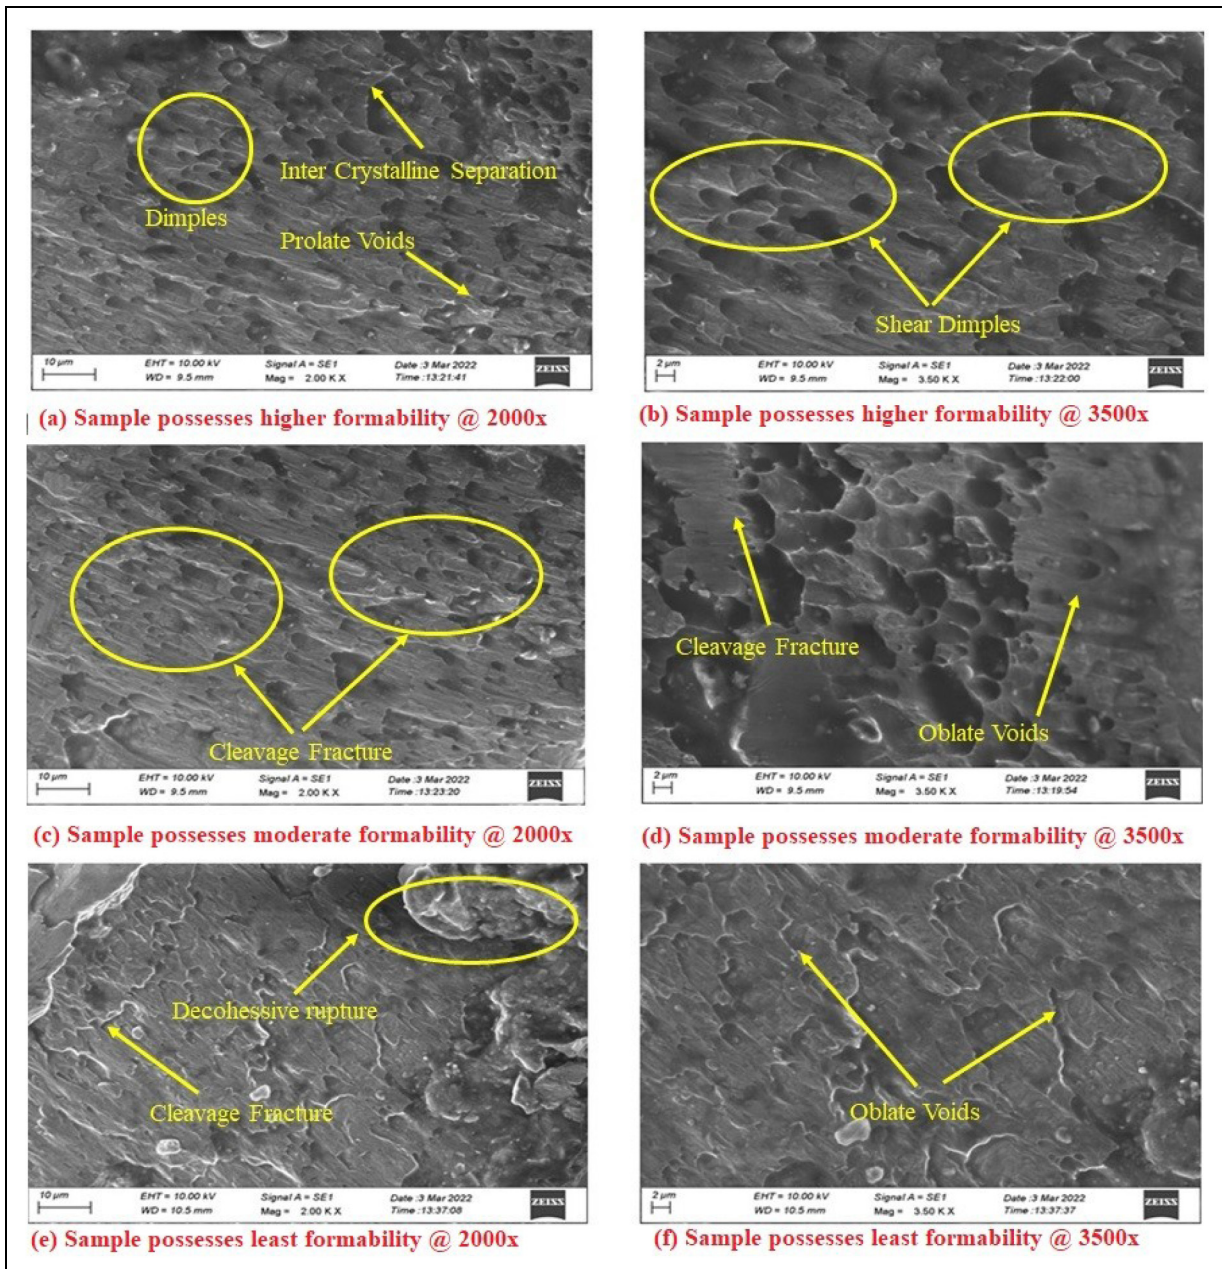 Inter Crystalline Separation
Dimples
Prolate Voids
10 µm
EHT = 10.00 kV
Signal A = SE1
Date :3 Mar 2022
WD = 9.5 mm
Mag = 2.00 K X
Time :13:21:41
ZEISS
(a) Sample possesses higher formability @ 2000x
Shear Dimples
2 µm
EHT = 10.00 kV
Signal A = SE1
Date :3 Mar 2022
WD = 9.5 mm
Mag = 3.50 K X
Time :13:22:00
ZEISS
(b) Sample possesses higher formability @ 3500x
Cleavage Fracture
10 µm
EHT = 10.00 kV
Signal A = SE1
Date :3 Mar 2022
WD = 9.5 mm
Mag = 2.00 K X
Time :13:23:20
ZEISS
(c) Sample possesses moderate formability @ 2000x
Cleavage Fracture
Oblate Voids
2 µm
EHT = 10.00 kV
Signal A = SE1
Date :3 Mar 2022
WD = 9.5 mm
Mag = 3.50 K X
Time :13:19:54
ZEISS
(d) Sample possesses moderate formability @ 3500x
Decohessive rupture
Cleavage Fracture
10 µm
EHT = 10.00 kV
Signal A = SE1
Date :3 Mar 2022
WD = 10.5 mm
Mag = 2.00 K X
Time :13:37:08
ZEISS
(e) Sample possesses least formability @ 2000x
Oblate Voids
2 µm
EHT = 10.00 kV
Signal A = SE1
Date :3 Mar 2022
WD = 10.5 mm
Mag = 3.50 K X
Time :13:37:37
ZEISS
(f) Sample possesses least formability @ 3500x